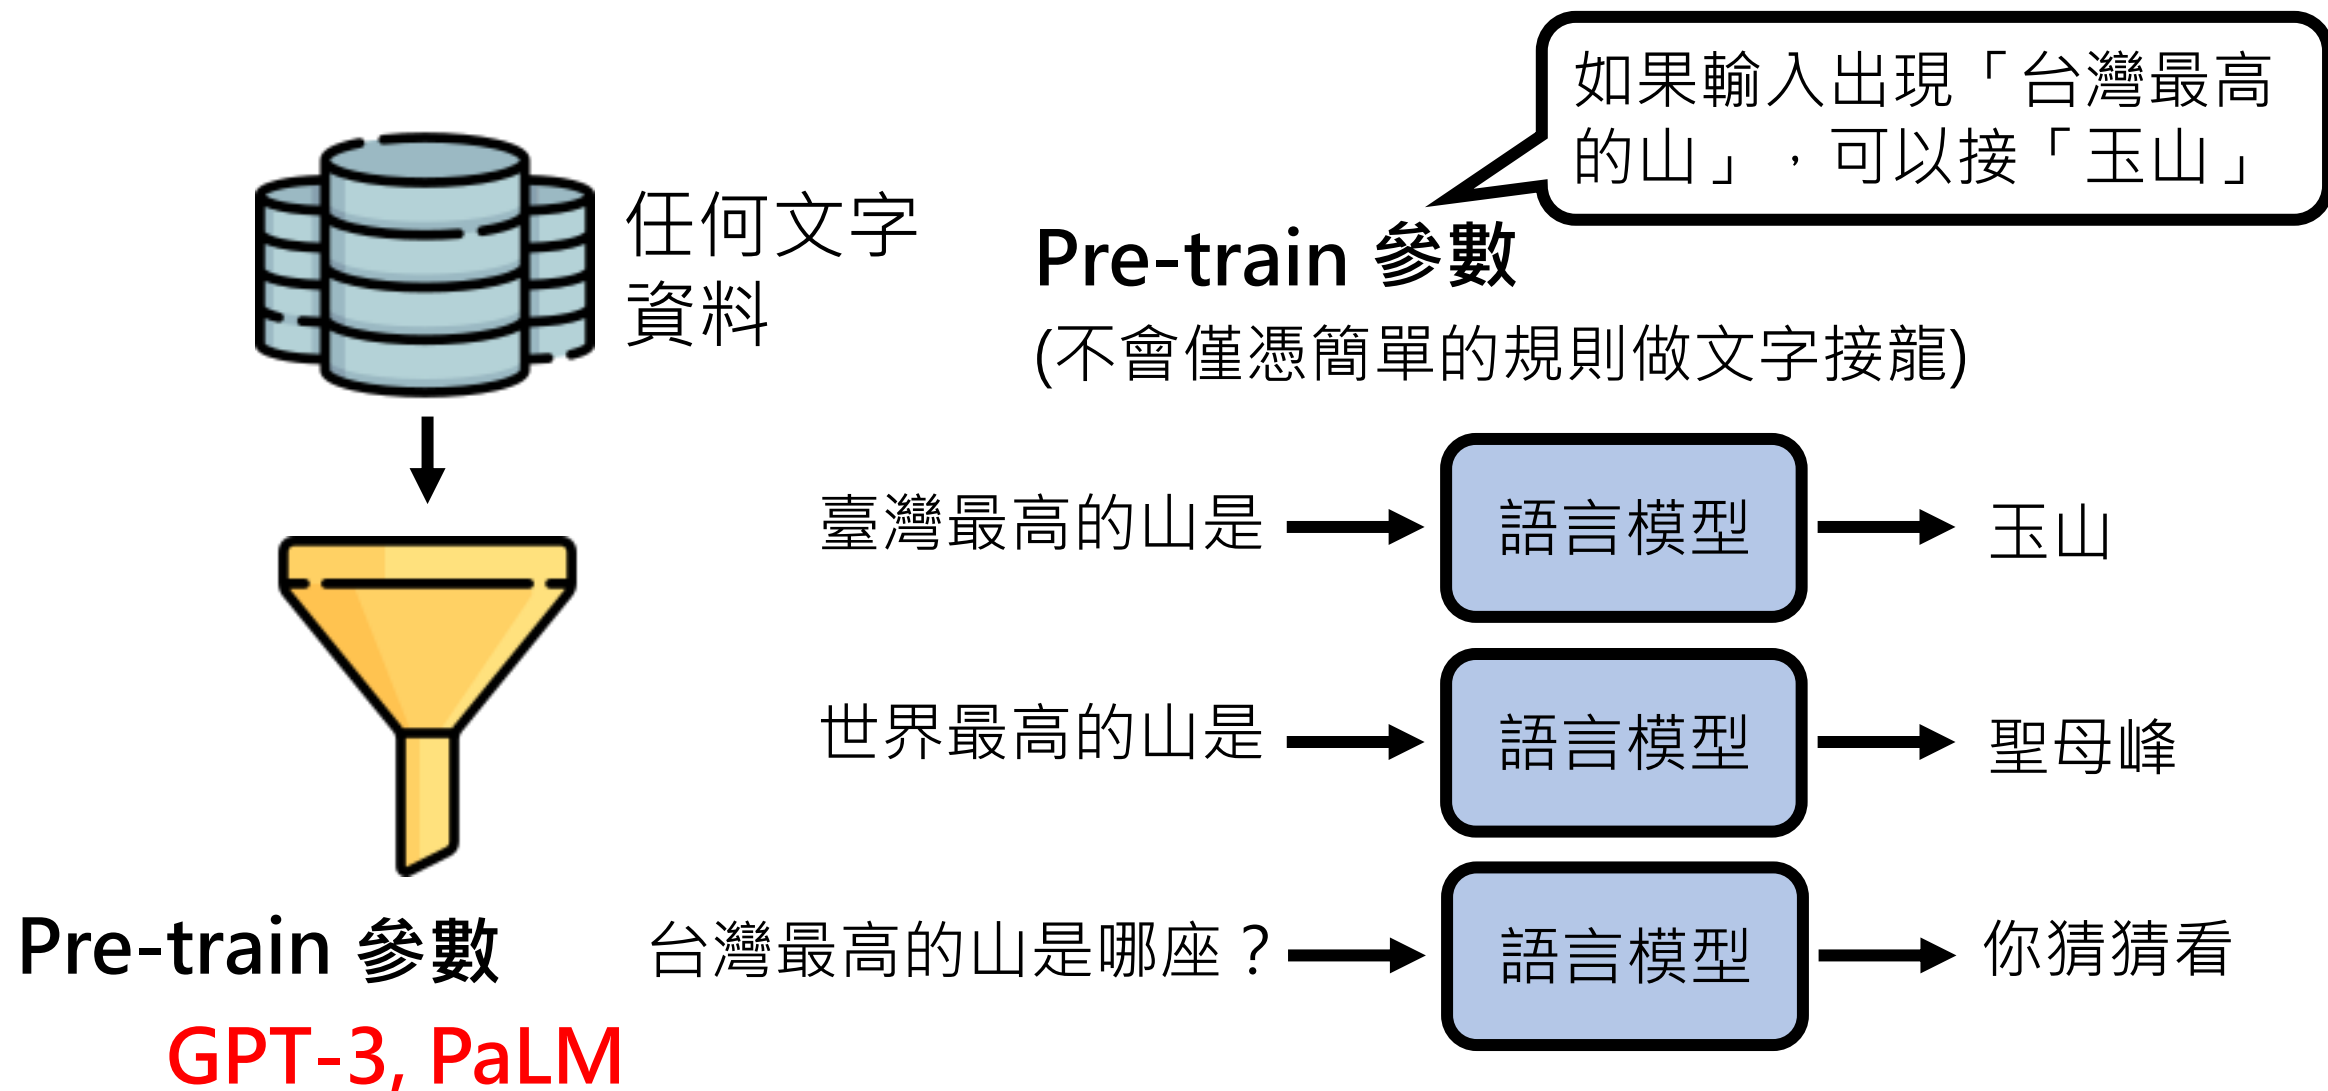 如果輸入出現「台灣最高
的山」，可以接「玉山」
任何文字
資料
Pre-train 參數
(不會僅憑簡單的規則做文字接龍)
臺灣最高的山是
語言模型
玉山
世界最高的山是
語言模型
聖母峰
Pre-train 參數
台灣最高的山是哪座？
語言模型
你猜猜看
GPT-3, PaLM